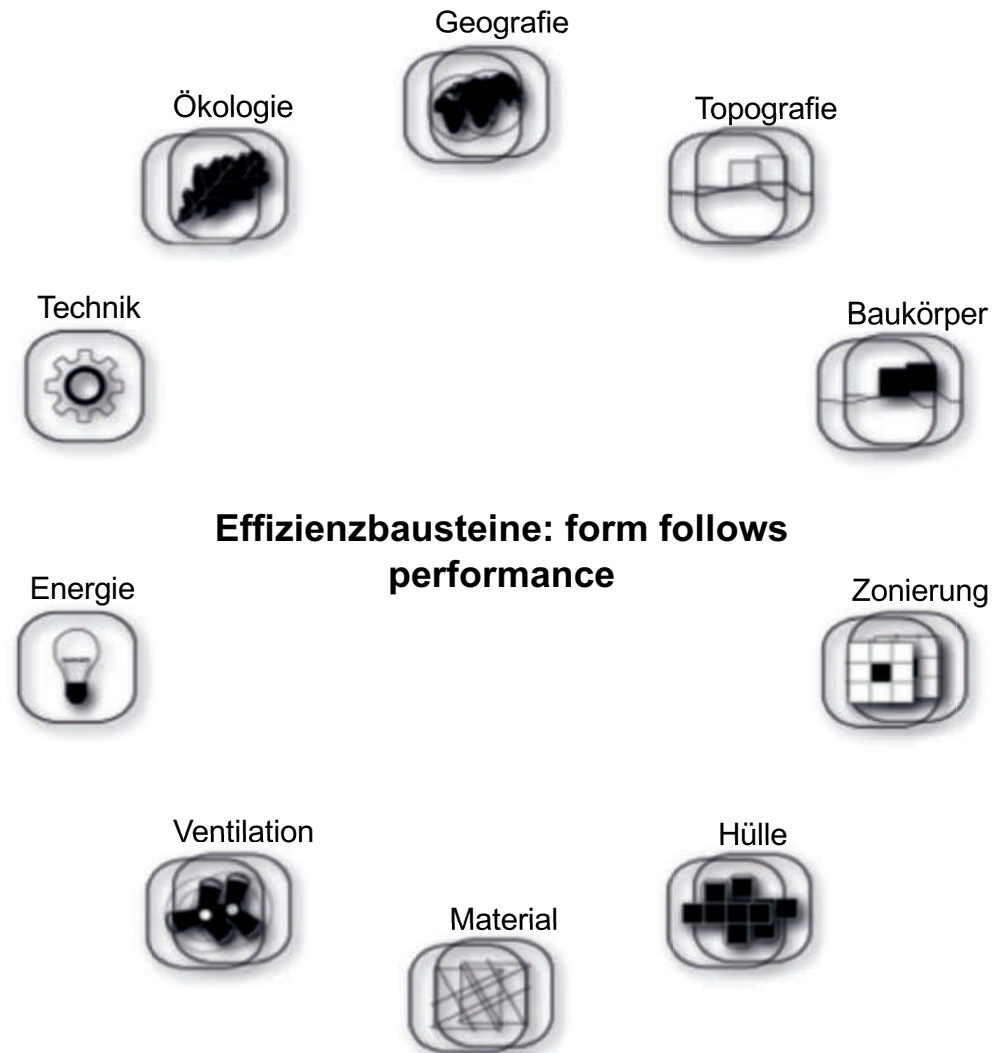 Geografie
Ökologie
Topografie
Technik
Baukörper
Effizienzbausteine: form follows
performance
Energie
Zonierung
Ventilation
Hülle
Material